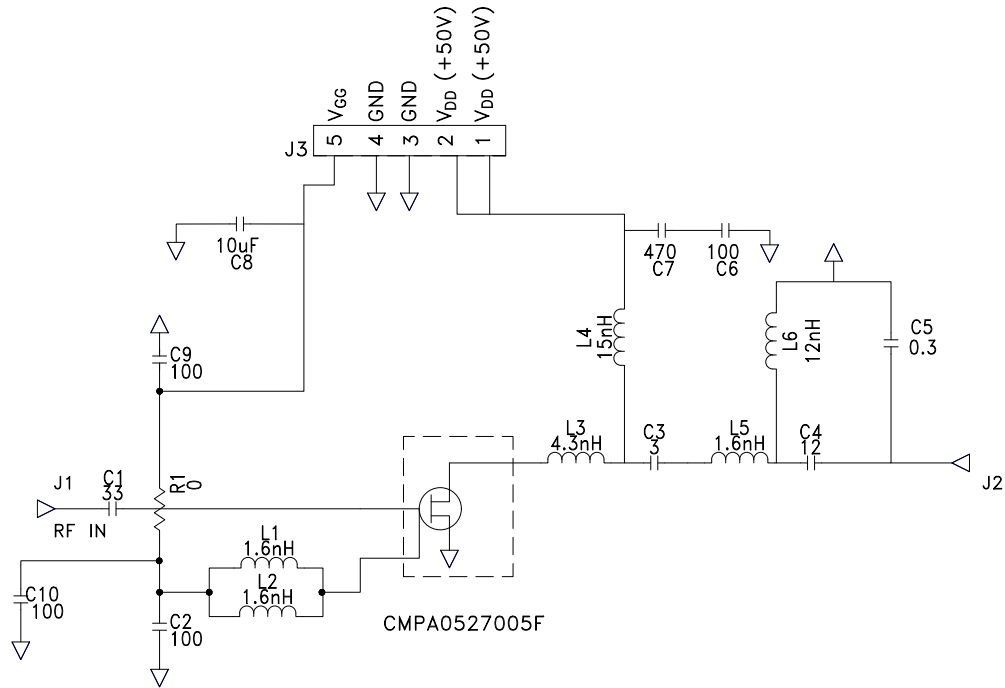 VGG
GND
GND
VDD (+50V)
VDD (+50V)
J3
5
4
3
2
1
10uF
C8
470
C7
100
C6
L4
15nH
L6
12nH
C5
0.3
C9
100
L3
4.3nH
C3
3
L5
1.6nH
C4
12
J2
J1
C1
33
R1
0
RF IN
L1
1.6nH
L2
1.6nH
C10
100
C2
100
CMPA0527005F